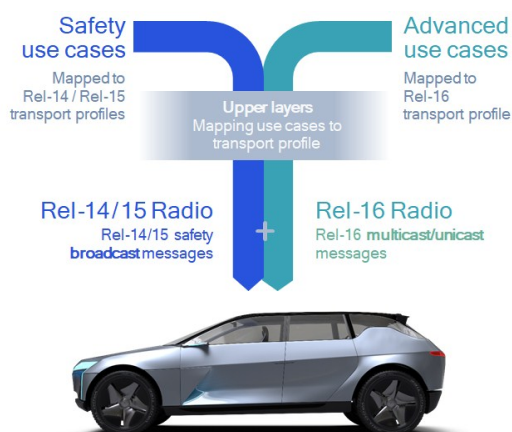 Safety
use cases
Mapped to
Rel-14 / Rel-15
transport profiles
Advanced
use cases
Mapped to
Rel-16
transport profile
Upper layers
Mapping use cases to
transport profile
Rel-14/15 Radio
Rel-14/15 safety
broadcast messages
+
Rel-16 Radio
Rel-16 multicast/unicast
messages